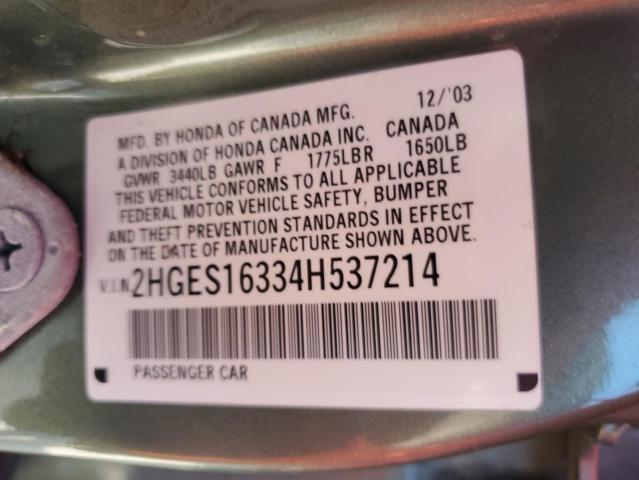 MFD. BY HONDA OF CANADA MFG. 12/'03
A DIVISION OF HONDA CANADA INC. CANADA
GVWR 3440LB GAWR F 1775LBR 1650LB
THIS VEHICLE CONFORMS TO ALL APPLICABLE
FEDERAL MOTOR VEHICLE SAFETY, BUMPER
AND THEFT PREVENTION STANDARDS IN EFFECT
ON THE DATE OF MANUFACTURE SHOWN ABOVE.
V.I.N. 2HGES16334H537214
PASSENGER CAR